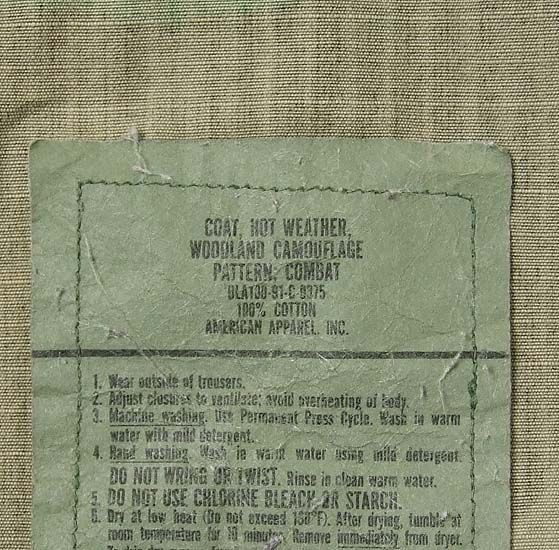 COAT, HOT WEATHER,
WOODLAND CAMOUFLAGE
PATTERN: COMBAT
DLA100-91-C-0375
100% COTTON
AMERICAN APPAREL, INC.
1. Wear outside of trousers.
2. Adjust closures to ventilate; avoid overheating of body.
3. Machine washing. Use Permanent Press Cycle. Wash in warm
water with mild detergent.
4. Hand washing. Wash in warm water using mild detergent.
DO NOT WRING OR TWIST. Rinse in clean warm water.
5. DO NOT USE CHLORINE BLEACH OR STARCH.
6. Dry at low heat (Do not exceed 130°F). After drying, tumble at
room temperature for 10 minutes. Remove immediately from dryer.